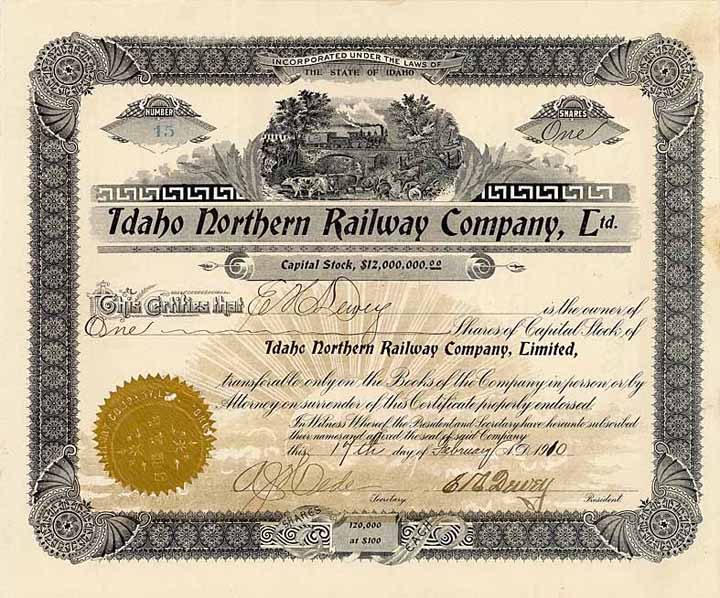 INCORPORATED UNDER THE LAWS OF
THE STATE OF IDAHO
NUMBER
15
SHARES
One
Idaho Northern Railway Company, Ltd.
Capital Stock, $12,000,000.00
This Certifies that E H Dewey is the owner of
One Shares of Capital Stock of
Idaho Northern Railway Company, Limited,
transferable only on the Books of the Company in person or by
Attorney on surrender of this Certificate properly endorsed.
In Witness Whereof, the President and Secretary have hereunto subscribed
their names and affixed the seal of said Company
this 19th day of February A.D. 1910
E H Dewey
Secretary President
SHARES 120,000 EACH
at $100